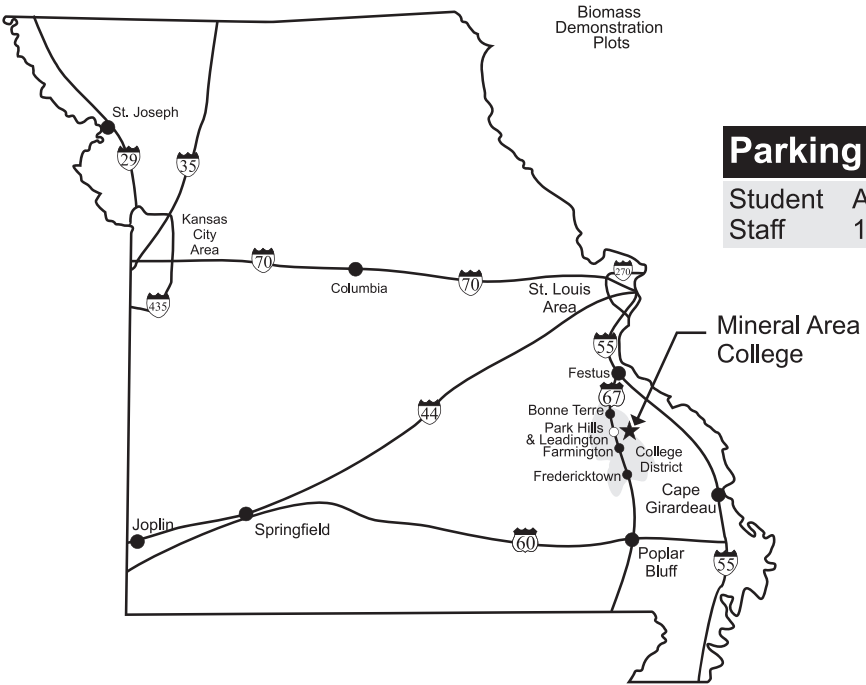 Biomass
Demonstration
Plots
St. Joseph
29
35
Parking
Student A
Staff 1
Kansas
City
Area
70
Columbia
70
270
St. Louis
Area
435
55
Mineral Area
College
Festus
67
44
Bonne Terre
Park Hills
& Leadington
Farmington
College
District
Fredericktown
Cape
Girardeau
Joplin
Springfield
60
Poplar
Bluff
55